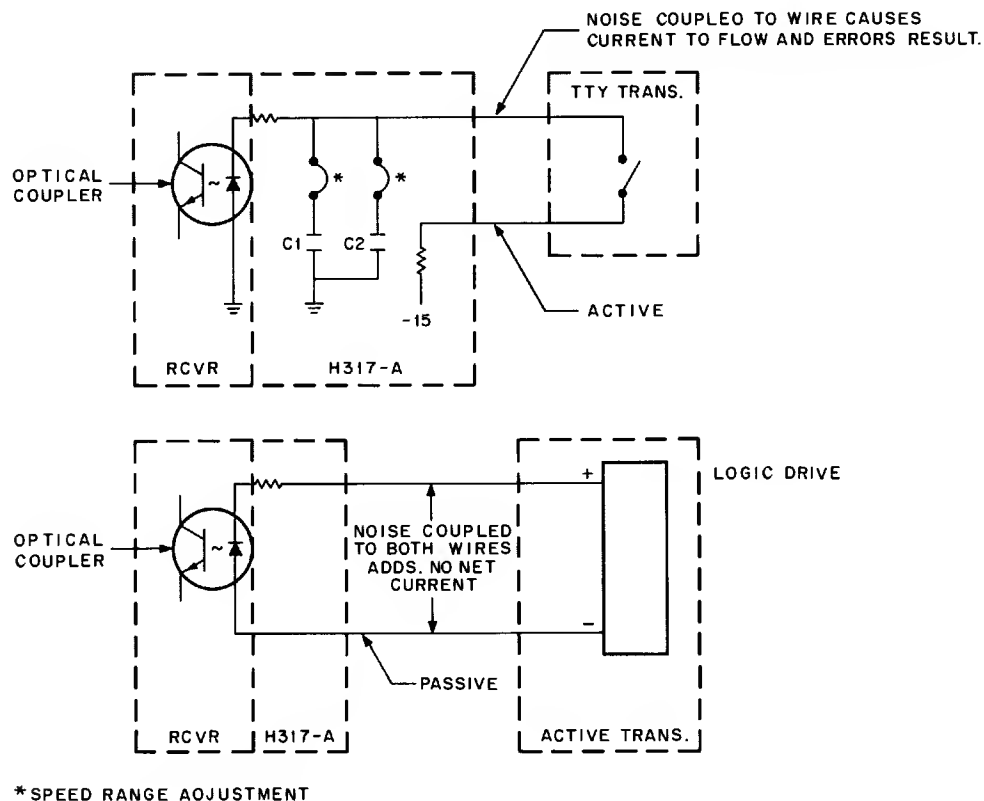 NOISE COUPLEO TO WIRE CAUSES
CURRENT TO FLOW AND ERRORS RESULT.
TTY TRANS.
OPTICAL
COUPLER
~
*
*
C1
C2
-15
ACTIVE
RCVR
H317-A
+
LOGIC DRIVE
NOISE COUPLED
TO BOTH WIRES
ADDS. NO NET
CURRENT
OPTICAL
COUPLER
~
-
PASSIVE
RCVR
H317-A
ACTIVE TRANS.
*SPEED RANGE AOJUSTMENT